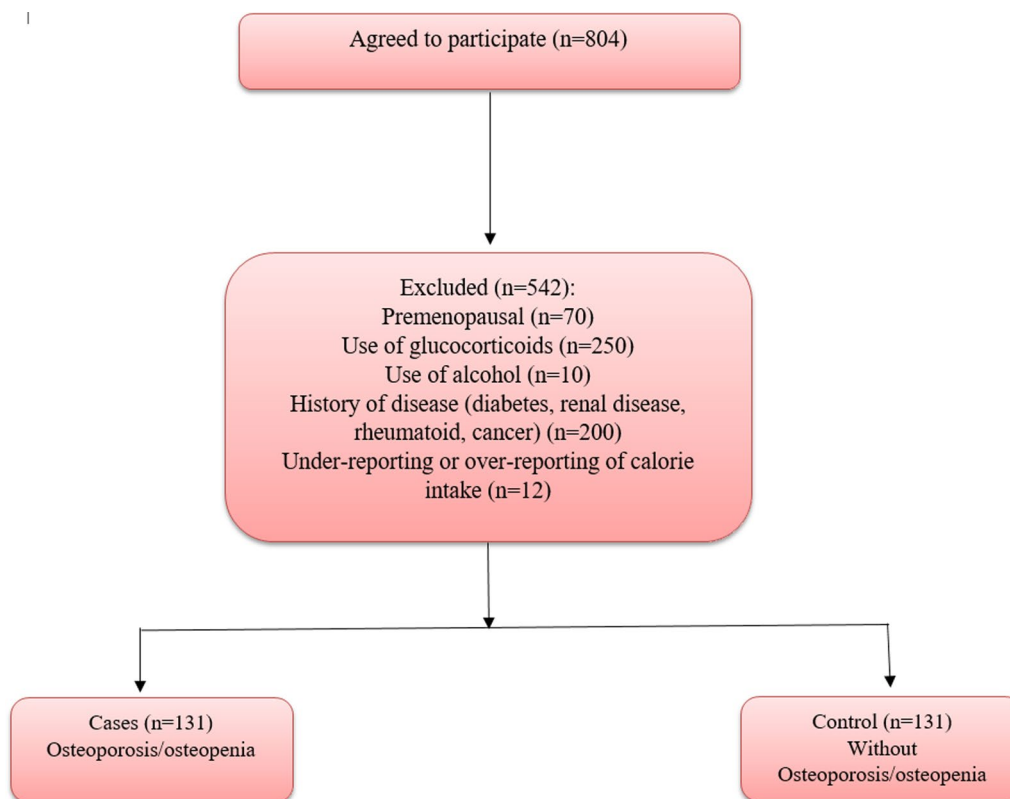 Agreed to participate (n=804)
Excluded (n=542):
Premenopausal (n=70)
Use of glucocorticoids (n=250)
Use of alcohol (n=10)
History of disease (diabetes, renal disease,
rheumatoid, cancer) (n=200)
Under-reporting or over-reporting of calorie
intake (n=12)
Cases (n=131)
Osteoporosis/osteopenia
Control (n=131)
Without
Osteoporosis/osteopenia